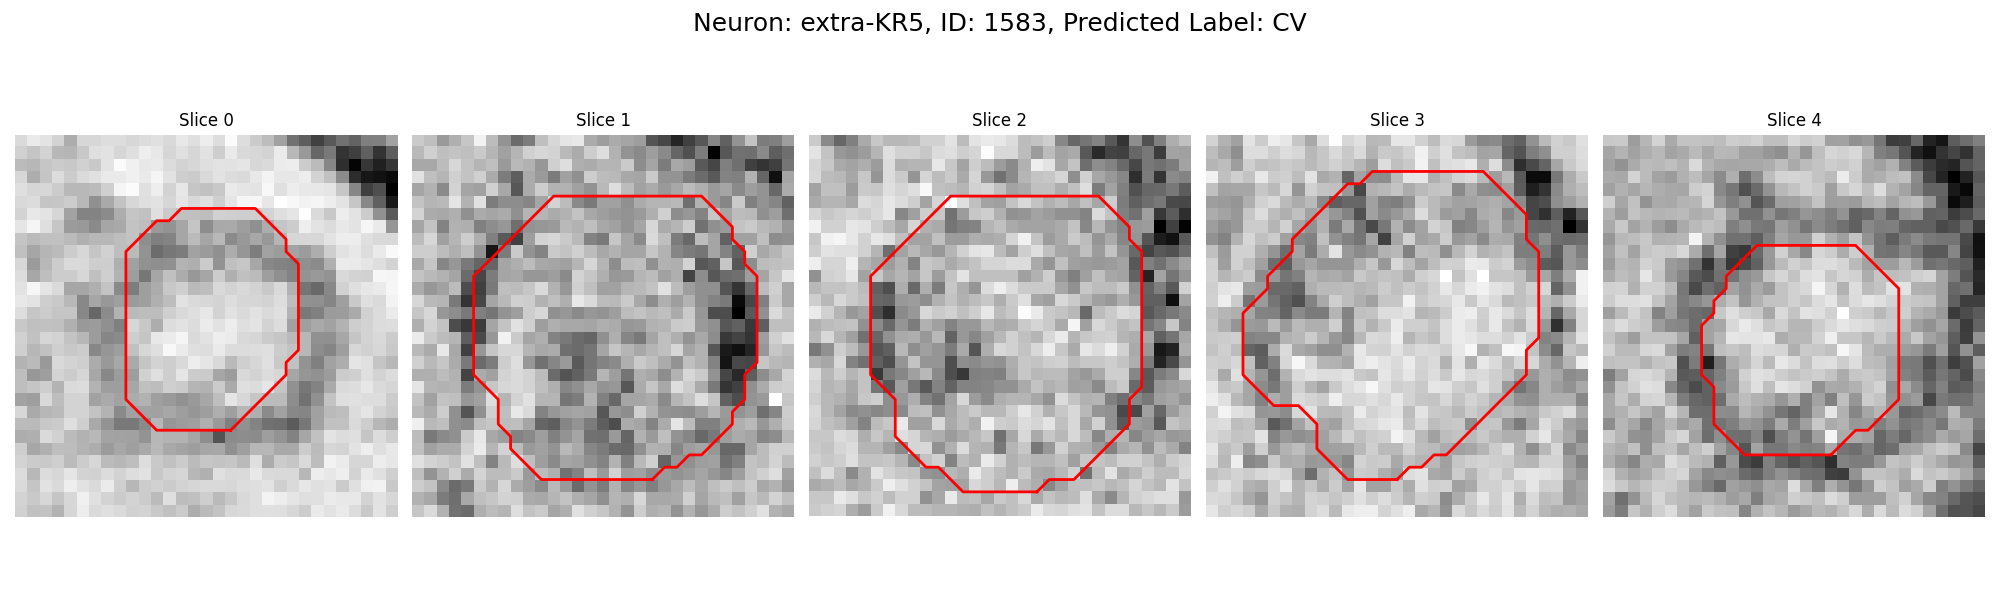 Neuron: extra-KR5, ID: 1583, Predicted Label: CV
Slice 0
Slice 1
Slice 2
Slice 3
Slice 4